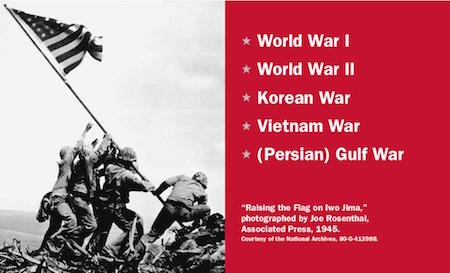 ★ World War I
★ World War II
★ Korean War
★ Vietnam War
★ (Persian) Gulf War
“Raising the Flag on Iwo Jima,”
photographed by Joe Rosenthal,
Associated Press, 1945.
Courtesy of the National Archives, 80-G-413988.